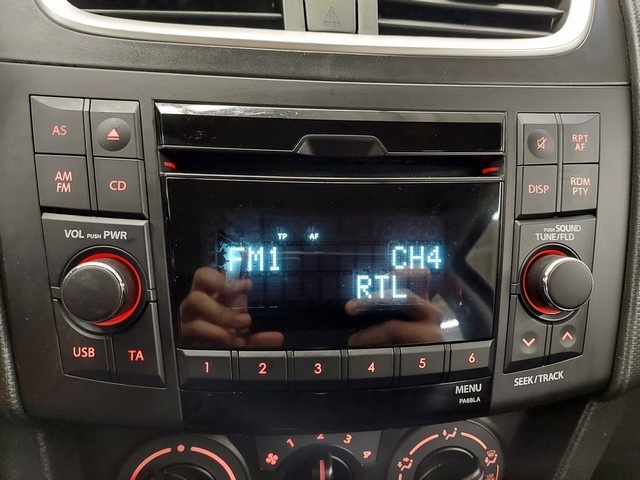 AS
RPT
AF
AM
FM
CD
DISP
RDM
PTY
VOL PUSH PWR
PUSH SOUND
TUNE/FLD
TP AF
FM1 CH4
RTL
USB
TA
1 2 3 4 5 6
MENU
PA68LA
SEEK/TRACK
1 2 3 4